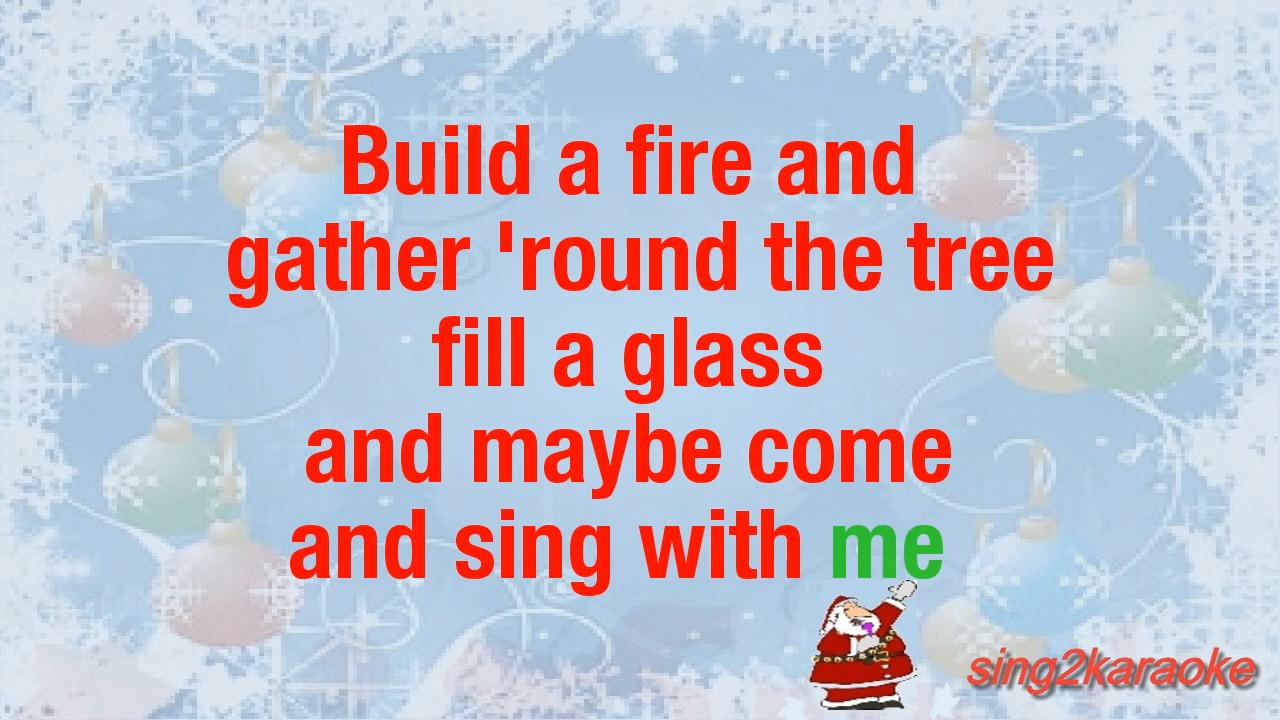 Build a fire and
gather 'round the tree
fill a glass
and maybe come
and sing with me
sing2karaoke